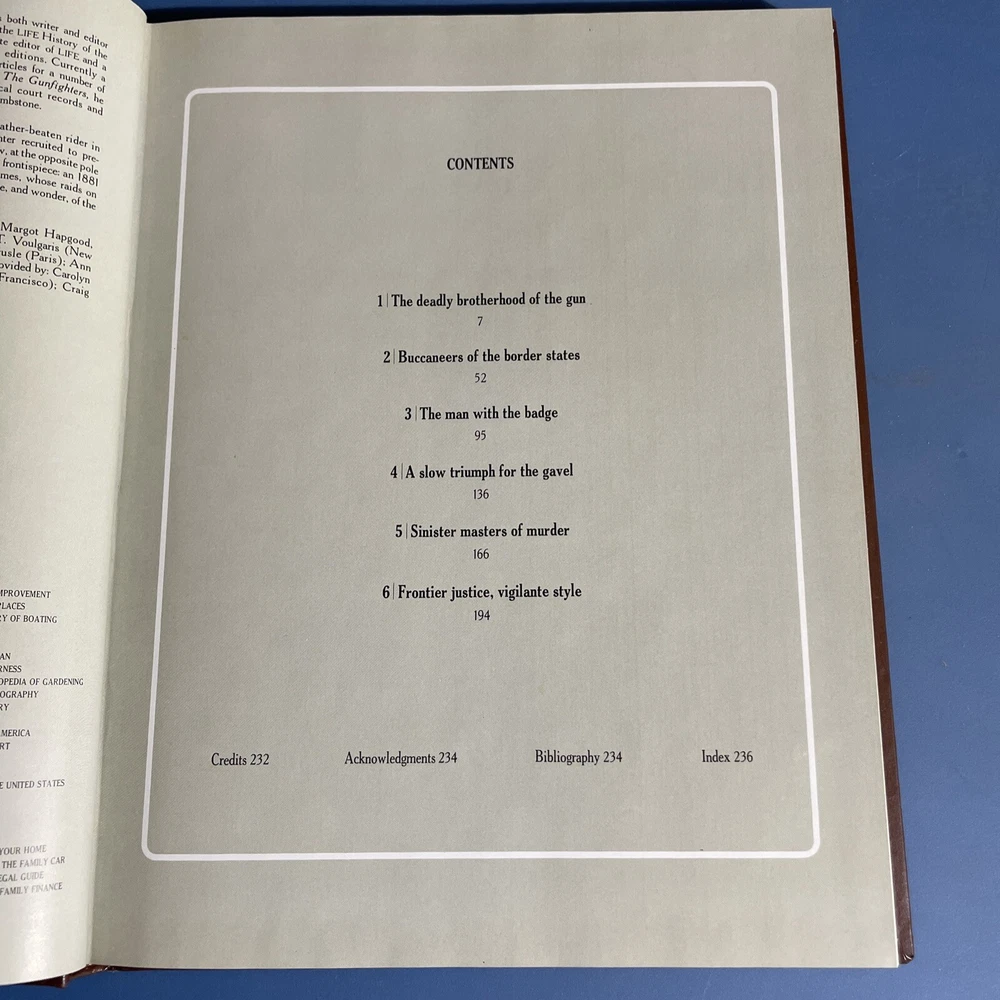 both writer and editor
the LIFE History of the
te editor of LIFE and a
editions. Currently a
rticles for a number of
The Gunfighters, he
cal court records and
mbstone.
ather-beaten rider in
nter recruited to pre-
w, at the opposite pole
frontispiece: an 1881
mes, whose raids on
e, and wonder, of the
Margot Hapgood,
T. Voulgaris (New
usle (Paris); Ann
ovided by: Carolyn
Francisco); Craig
MPROVEMENT
PLACES
RY OF BOATING
AN
RNESS
OPEDIA OF GARDENING
OGRAPHY
RY
MERICA
RT
E UNITED STATES
YOUR HOME
THE FAMILY CAR
EGAL GUIDE
FAMILY FINANCE
CONTENTS
1 | The deadly brotherhood of the gun
7
2 | Buccaneers of the border states
52
3 | The man with the badge
95
4 | A slow triumph for the gavel
136
5 | Sinister masters of murder
166
6 | Frontier justice, vigilante style
194
Credits 232 Acknowledgments 234 Bibliography 234 Index 236